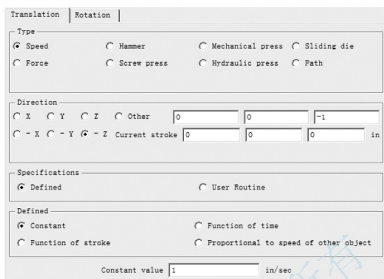 Translation Rotation
Type
Speed Hammer Mechanical press Sliding die
Force Screw press Hydraulic press Path
Direction
X Y Z Other 0 0 -1
- X - Y - Z Current stroke 0 0 0 in
Specifications
Defined User Routine
Defined
Constant Function of time
Function of stroke Proportional to speed of other object
Constant value 1 in/sec